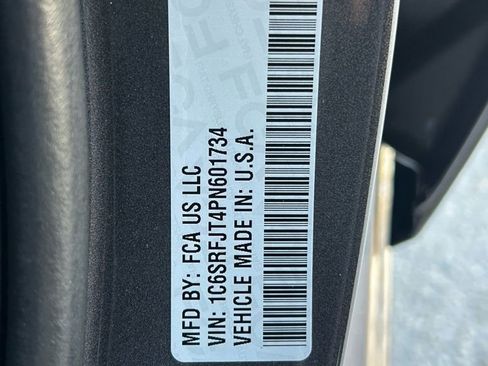 MFD BY: FCA US LLC
VIN: 1C6SRFJT4PN601734
VEHICLE MADE IN: U.S.A.